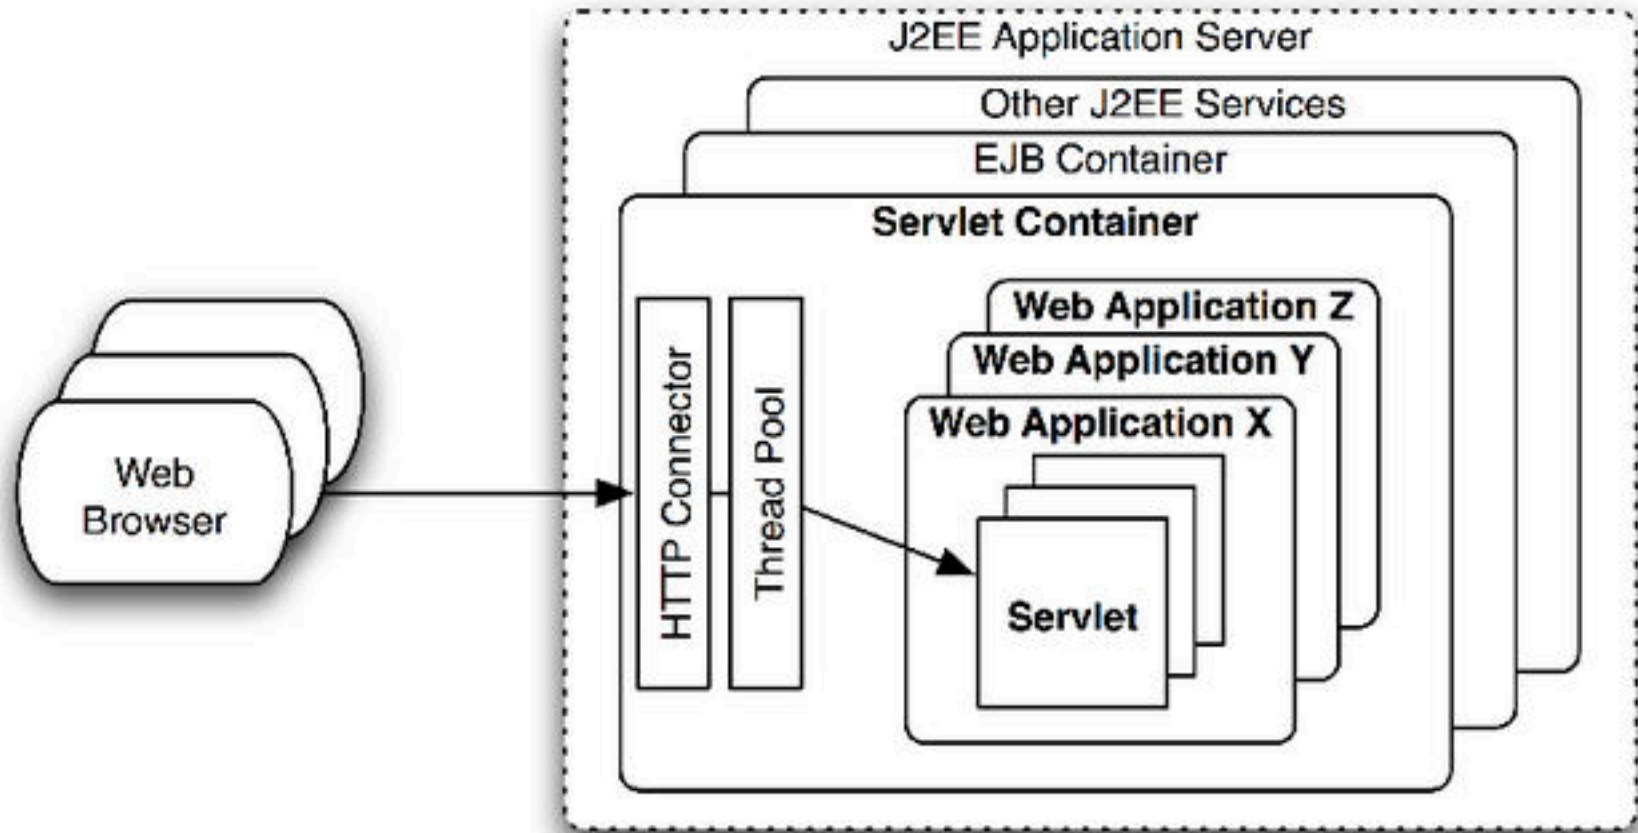 J2EE Application Server
Other J2EE Services
EJB Container
Servlet Container
Web Application Z
Web Application Y
Web Application X
HTTP Connector
Thread Pool
Web
Browser
Servlet